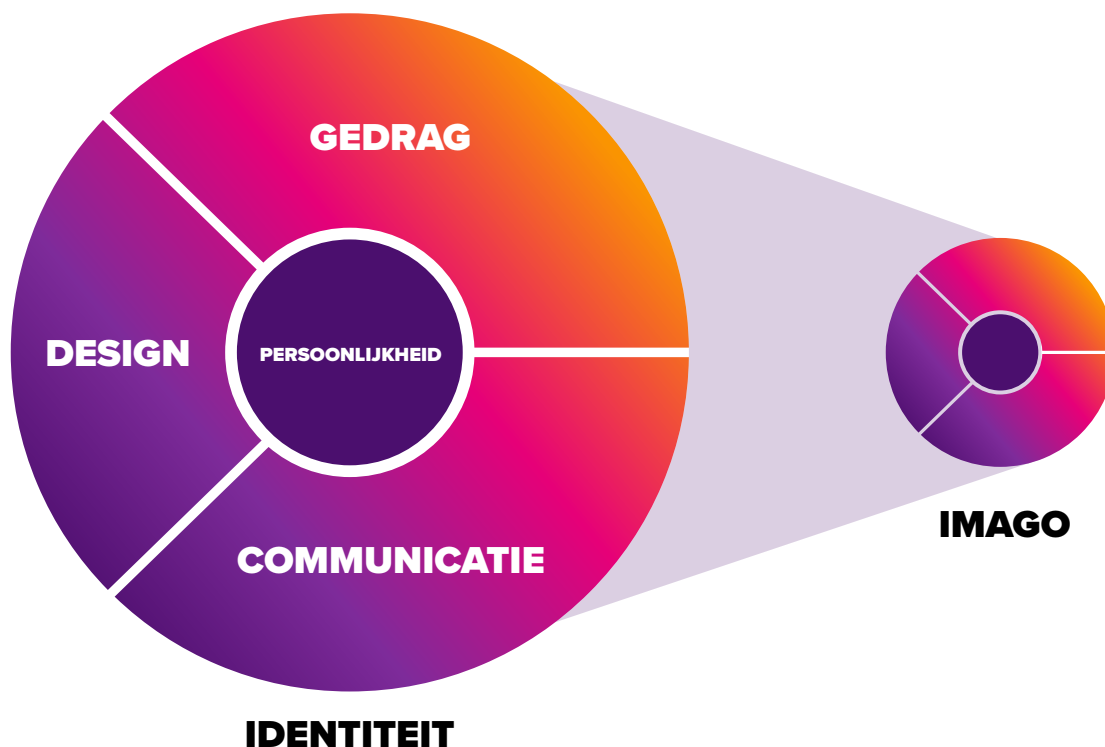 GEDRAG
DESIGN
PERSOONLIJKHEID
COMMUNICATIE
IMAGO
IDENTITEIT